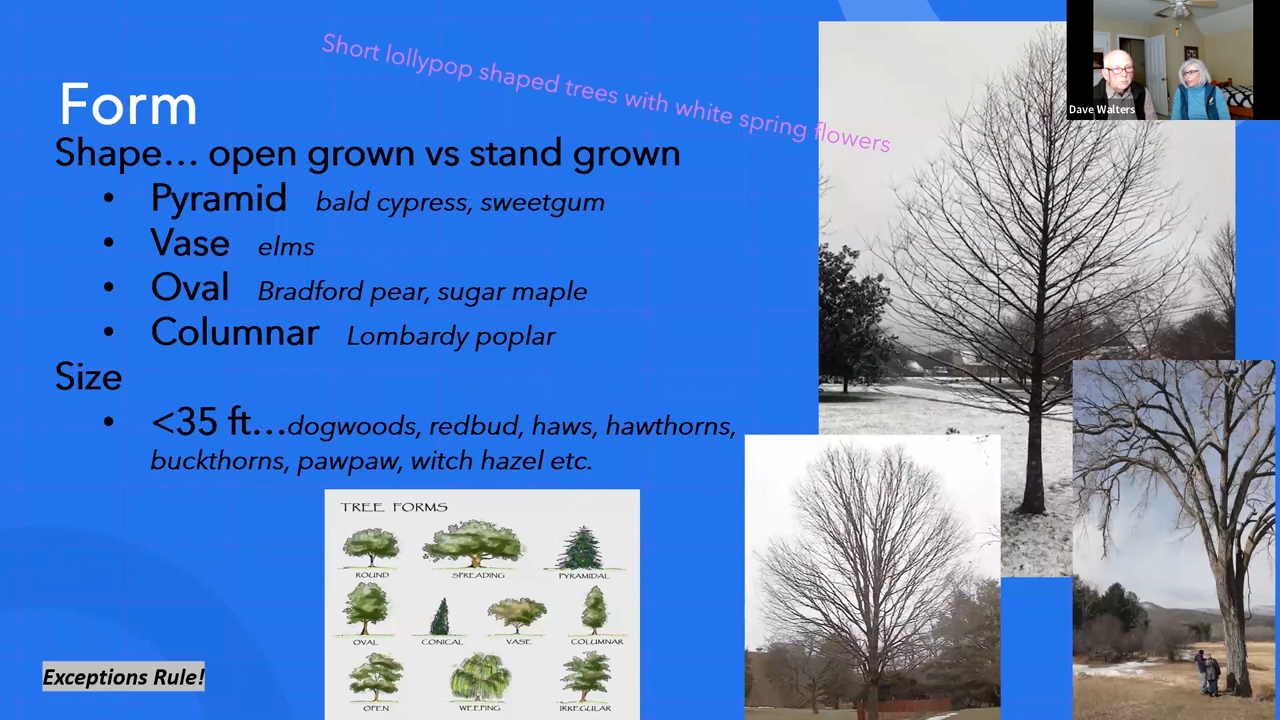 Short lollypop shaped trees with white spring flowers
Dave Walters
Form
Shape... open grown vs stand grown
• Pyramid bald cypress, sweetgum
• Vase elms
• Oval Bradford pear, sugar maple
• Columnar Lombardy poplar
Size
• <35 ft...dogwoods, redbud, haws, hawthorns,
buckthorns, pawpaw, witch hazel etc.
TREE FORMS
ROUND SPREADING PYRAMIDAL
OVAL CONICAL VASE COLUMNAR
OPEN WEEPING IRREGULAR
Exceptions Rule!